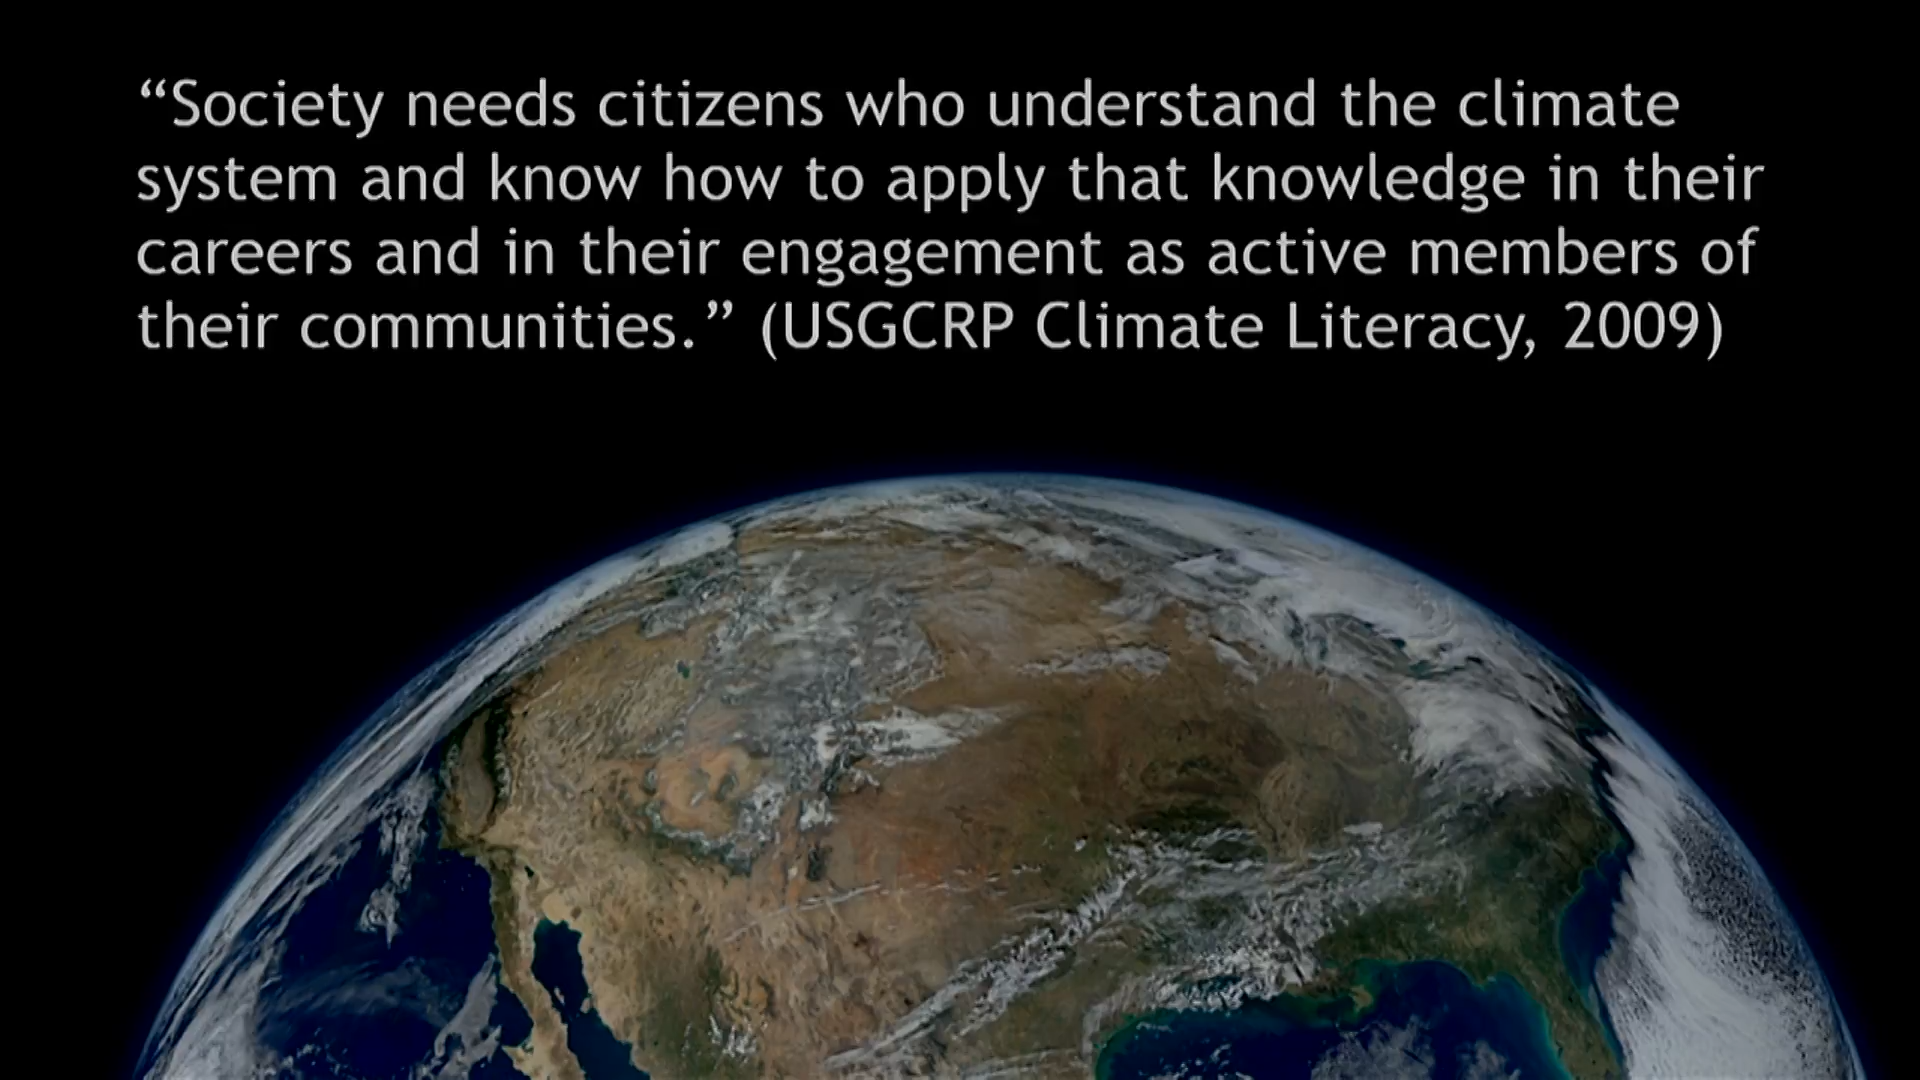 “Society needs citizens who understand the climate
system and know how to apply that knowledge in their
careers and in their engagement as active members of
their communities.” (USGCRP Climate Literacy, 2009)